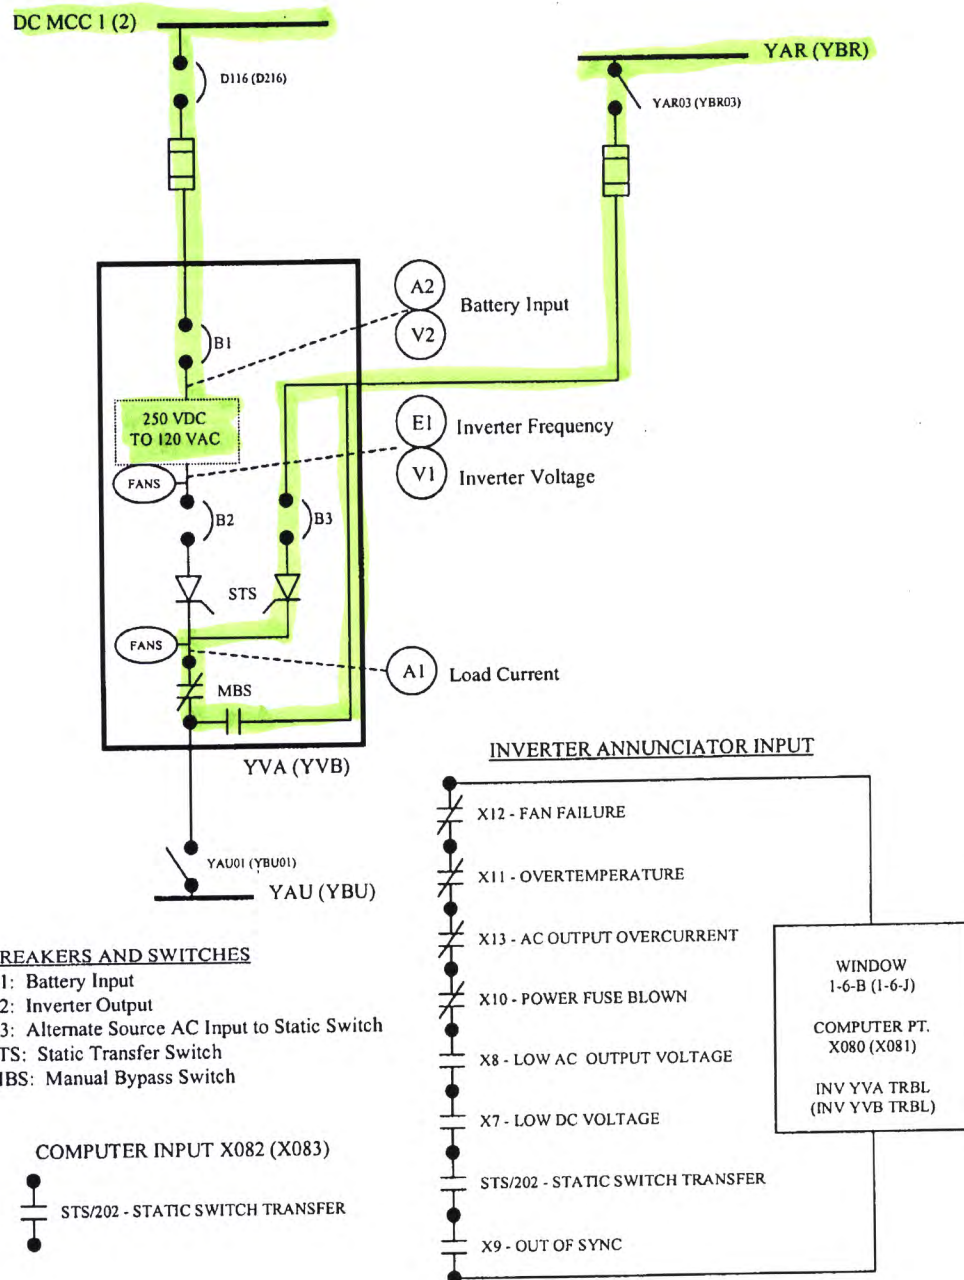 DC MCC 1 (2)
YAR (YBR)
D116 (D216)
YAR03 (YBR03)
A2
Battery Input
V2
B1
250 VDC
TO 120 VAC
E1
Inverter Frequency
V1
Inverter Voltage
FANS
B2
B3
STS
FANS
A1
Load Current
MBS
YVA (YVB)
YAU01 (YBU01)
YAU (YBU)
INVERTER ANNUNCIATOR INPUT
X12 - FAN FAILURE
X11 - OVERTEMPERATURE
X13 - AC OUTPUT OVERCURRENT
X10 - POWER FUSE BLOWN
X8 - LOW AC OUTPUT VOLTAGE
X7 - LOW DC VOLTAGE
STS/202 - STATIC SWITCH TRANSFER
X9 - OUT OF SYNC
WINDOW
1-6-B (1-6-J)
COMPUTER PT.
X080 (X081)
INV YVA TRBL
(INV YVB TRBL)
REAKERS AND SWITCHES
1: Battery Input
2: Inverter Output
3: Alternate Source AC Input to Static Switch
TS: Static Transfer Switch
MBS: Manual Bypass Switch
COMPUTER INPUT X082 (X083)
STS/202 - STATIC SWITCH TRANSFER